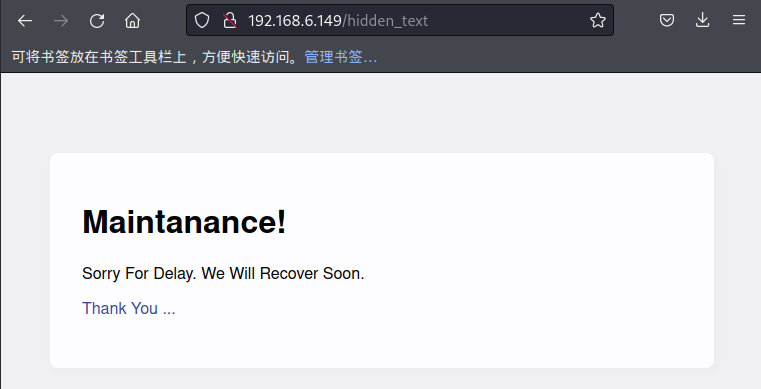 192.168.6.149/hidden_text
可将书签放在书签工具栏上，方便快速访问。管理书签…
Maintanance!
Sorry For Delay. We Will Recover Soon.
Thank You ...